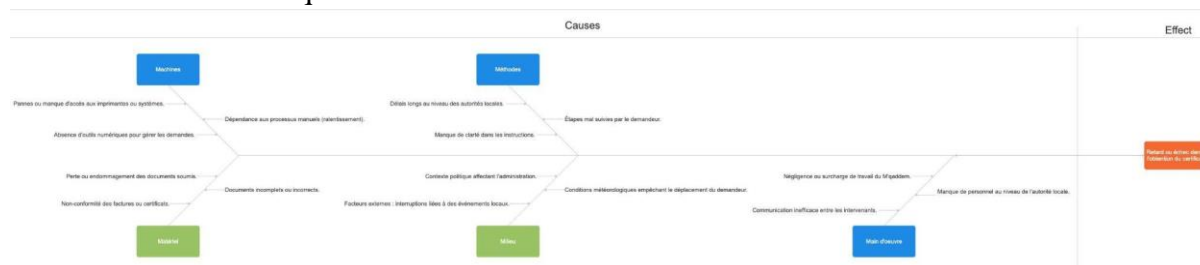 Causes
Effect
Machines
Méthodes
Pannes ou manque d'accès aux imprimantes ou systèmes.
Délais longs au niveau des autorités locales.
Dépendance aux processus manuels (ralentissement).
Étapes mal suivies par le demandeur.
Absence d'outils numériques pour gérer les demandes.
Manque de clarté dans les instructions.
Retard ou échec dans
l'obtention du certificat
Perte ou endommagement des documents soumis.
Contexte politique affectant l'administration.
Négligence ou surcharge de travail du M'qaddem.
Documents incomplets ou incorrects.
Conditions météorologiques empêchant le déplacement du demandeur.
Manque de personnel au niveau de l'autorité locale.
Non-conformité des factures ou certificats.
Facteurs externes : interruptions liées à des événements locaux.
Communication inefficace entre les intervenants.
Matériel
Milieu
Main d'oeuvre